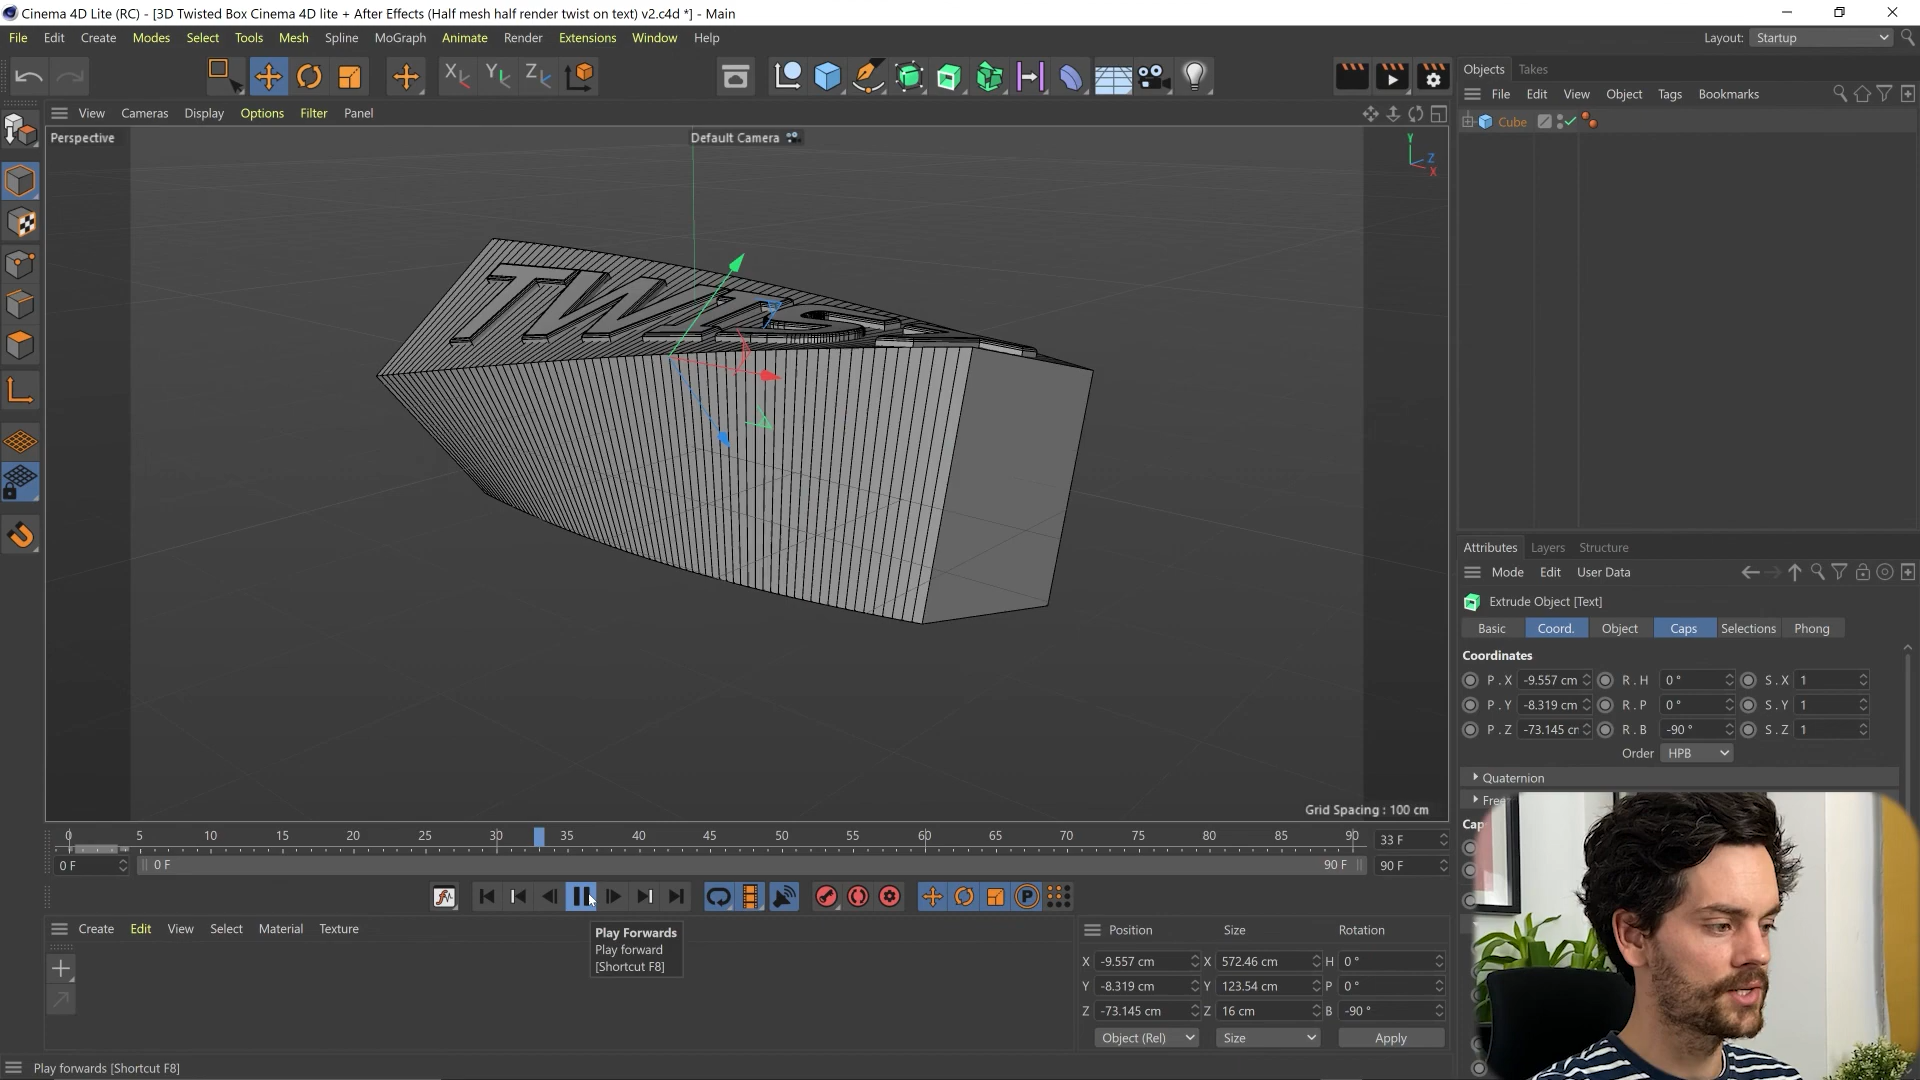 Cinema 4D Lite (RC) - [3D Twisted Box Cinema 4D lite + After Effects (Half mesh half render twist on text) v2.c4d *] - Main
File Edit Create Modes Select Tools Mesh Spline MoGraph Animate Render Extensions Window Help
Layout: Startup
X Y Z
Objects Takes
File Edit View Object Tags Bookmarks
Cube
View Cameras Display Options Filter Panel
Perspective
Default Camera
Y
Z
X
TWIST
Grid Spacing : 100 cm
Attributes Layers Structure
Mode Edit User Data
Extrude Object [Text]
Basic Coord. Object Caps Selections Phong
Coordinates
P . X -9.557 cm R . H 0 ° S . X 1
P . Y -8.319 cm R . P 0 ° S . Y 1
P . Z -73.145 cm R . B -90 ° S . Z 1
Order HPB
Quaternion
0 5 10 15 20 25 30 35 40 45 50 55 60 65 70 75 80 85 90
33 F
0 F 0 F 90 F 90 F
P
Create Edit View Select Material Texture
Play Forwards
Play forward
[Shortcut F8]
Position Size Rotation
X -9.557 cm X 572.46 cm H 0 °
Y -8.319 cm Y 123.54 cm P 0 °
Z -73.145 cm Z 16 cm B -90 °
Object (Rel) Size Apply
Play forwards [Shortcut F8]